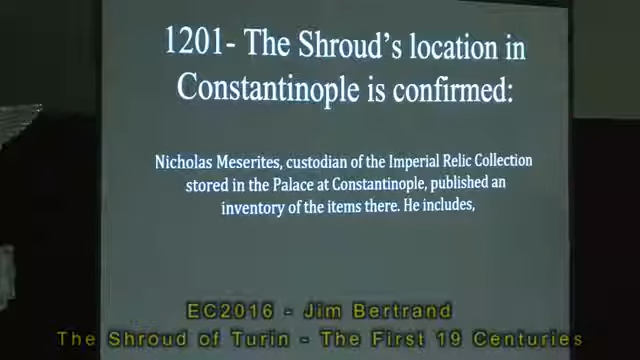 1201- The Shroud's location in
Constantinople is confirmed:
Nicholas Meserites, custodian of the Imperial Relic Collection
stored in the Palace at Constantinople, published an
inventory of the items there. He includes,
EC2016 - Jim Bertrand
The Shroud of Turin - The First 19 Centuries